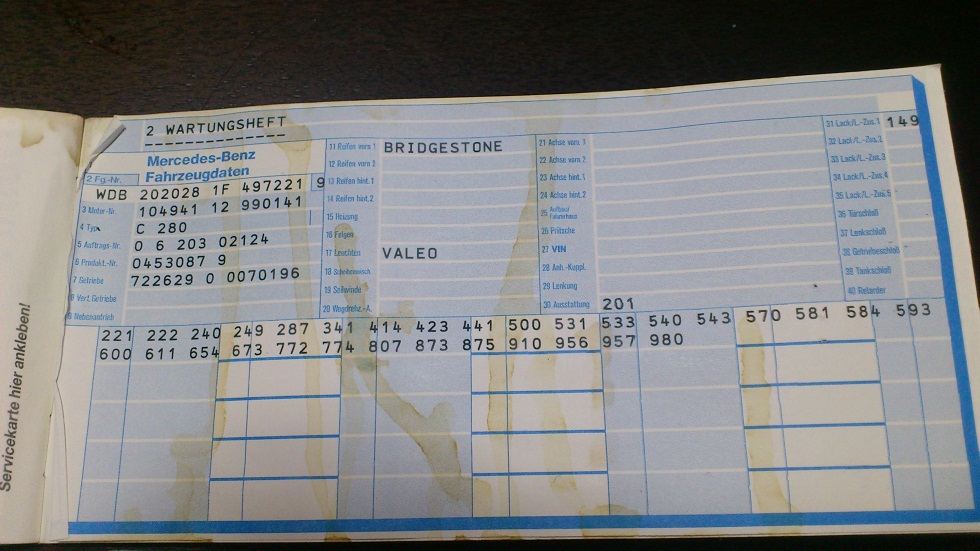 Servicekarte hier ankleben!
2 WARTUNGSHEFT
Mercedes-Benz
Fahrzeugdaten
2 Fg.-Nr.
WDB 202028 1F 497221 9
3 Motor-Nr. 104941 12 990141
4 Typ C 280
5 Auftrags-Nr. 0 6 203 02124
6 Produkt.-Nr. 0453087 9
7 Getriebe 722629 0 0070196
8 Vert. Getriebe
9 Nebenantrieb
11 Reifen vorn 1 BRIDGESTONE
12 Reifen vorn 2
13 Reifen hint. 1
14 Reifen hint. 2
15 Heizung
16 Felgen
17 Leuchten VALEO
18 Scheibenwisch
19 Seilwinde
20 Wegdrehz.-A.
21 Achse vorn 1
22 Achse vorn 2
23 Achse hint. 1
24 Achse hint. 2
25 Aufbau/
Fahrerhaus
26 Pritsche
27 VIN
28 Anh.-Kuppl.
29 Lenkung
30 Ausstattung 201
31 Lack/L.-Zus. 1 149
32 Lack/L.-Zus. 2
33 Lack/L.-Zus. 3
34 Lack/L.-Zus. 4
35 Lack/L.-Zus. 5
36 Türschloß
37 Lenkschloß
38 Getriebeschloß
39 Tankschloß
40 Retarder
221 222 240 249 287 341 414 423 441 500 531 533 540 543 570 581 584 593
600 611 654 673 772 774 807 873 875 910 956 957 980